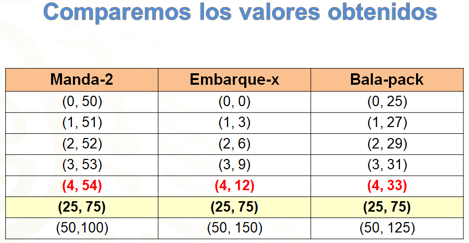 Comparemos los valores obtenidos
Manda-2 Embarque-x Bala-pack
(0, 50) (0, 0) (0, 25)
(1, 51) (1, 3) (1, 27)
(2, 52) (2, 6) (2, 29)
(3, 53) (3, 9) (3, 31)
(4, 54) (4, 12) (4, 33)
(25, 75) (25, 75) (25, 75)
(50,100) (50, 150) (50, 125)